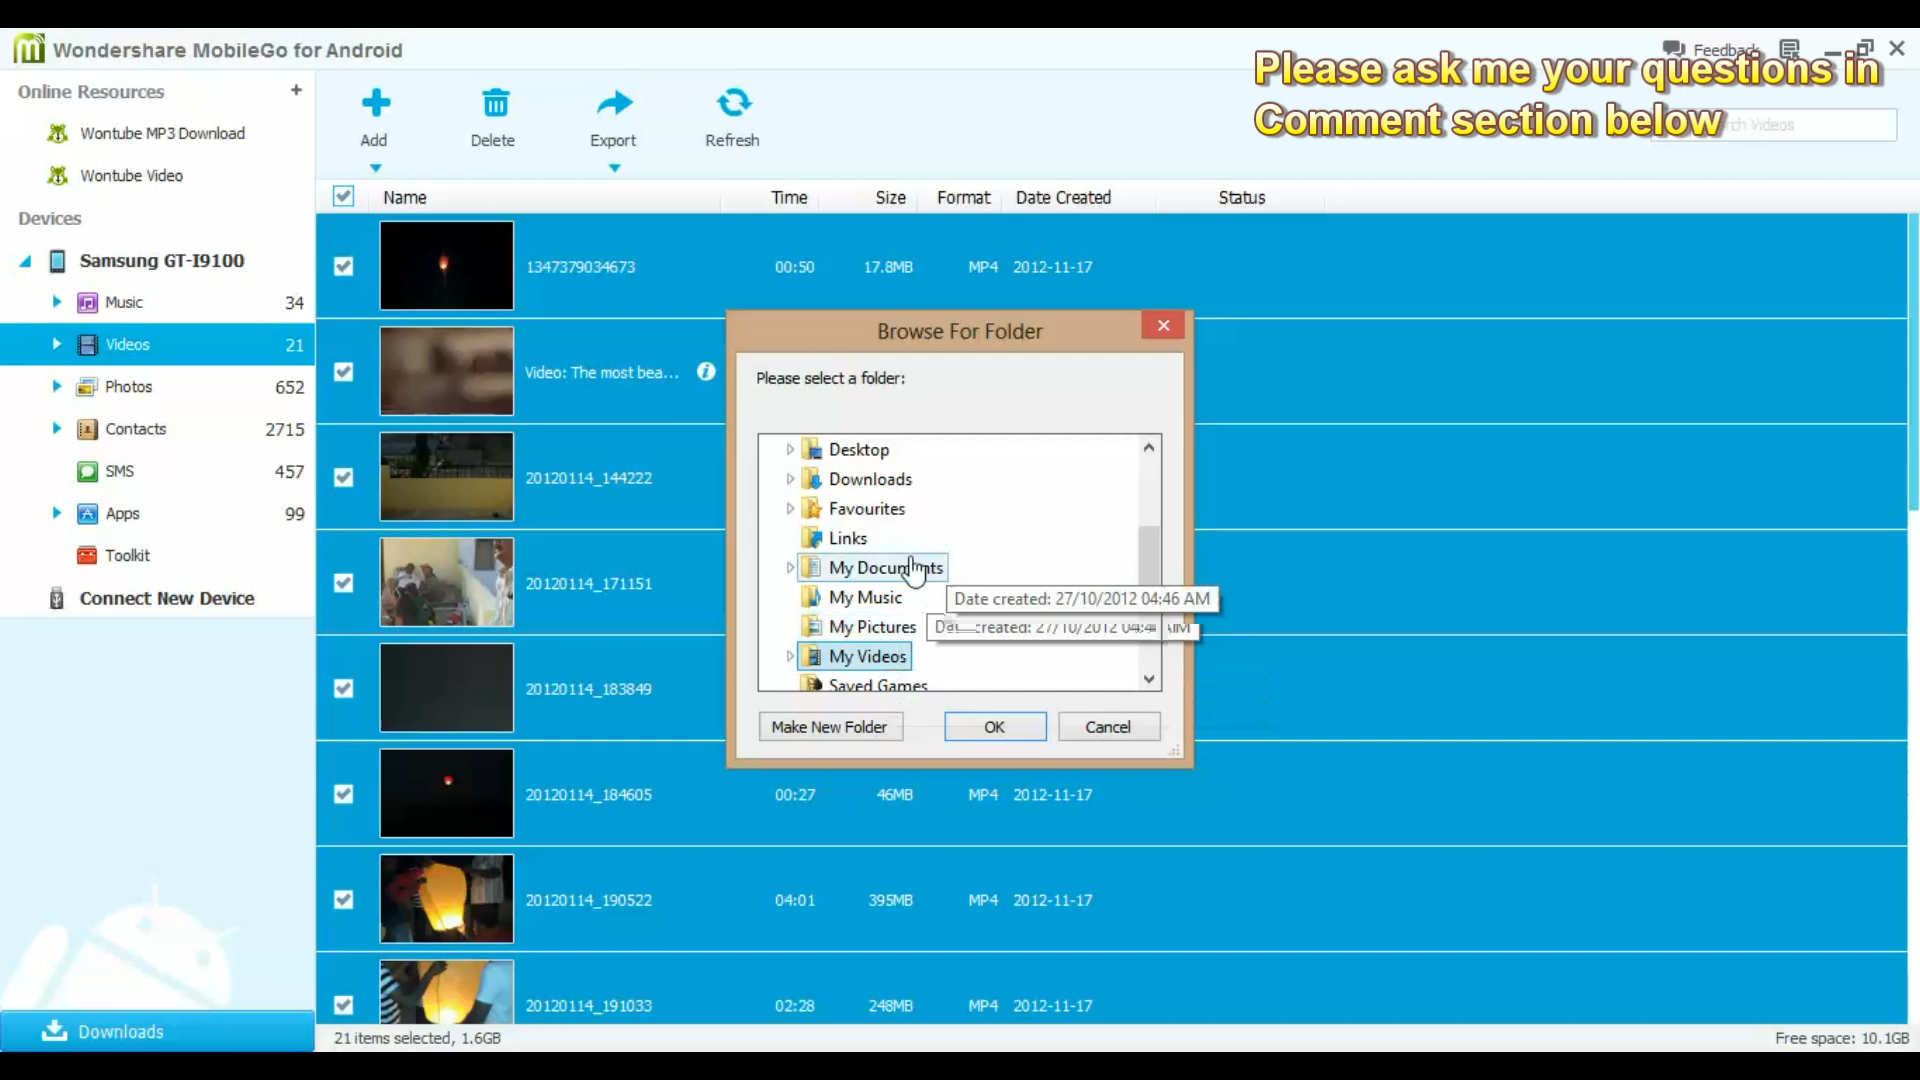 Wondershare MobileGo for Android
Feedback
Please ask me your questions in
Comment section below
Videos
Online Resources +
Wontube MP3 Download
Wontube Video
Devices
Samsung GT-I9100
Music 34
Videos 21
Photos 652
Contacts 2715
SMS 457
Apps 99
Toolkit
Connect New Device
Downloads
Add
Delete
Export
Refresh
Name Time Size Format Date Created Status
1347379034673 00:50 17.8MB MP4 2012-11-17
Video: The most bea...
20120114_144222
20120114_171151
20120114_183849
20120114_184605 00:27 46MB MP4 2012-11-17
20120114_190522 04:01 395MB MP4 2012-11-17
20120114_191033 02:28 248MB MP4 2012-11-17
Browse For Folder
Please select a folder:
Desktop
Downloads
Favourites
Links
My Documents
My Music
Date created: 27/10/2012 04:46 AM
My Pictures
My Videos
Saved Games
Make New Folder OK Cancel
21 items selected, 1.6GB
Free space: 10.1GB